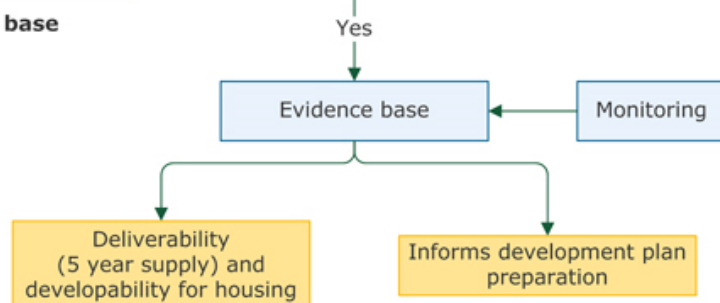 base
Yes
Evidence base
Monitoring
Deliverability
(5 year supply) and
developability for housing
Informs development plan
preparation